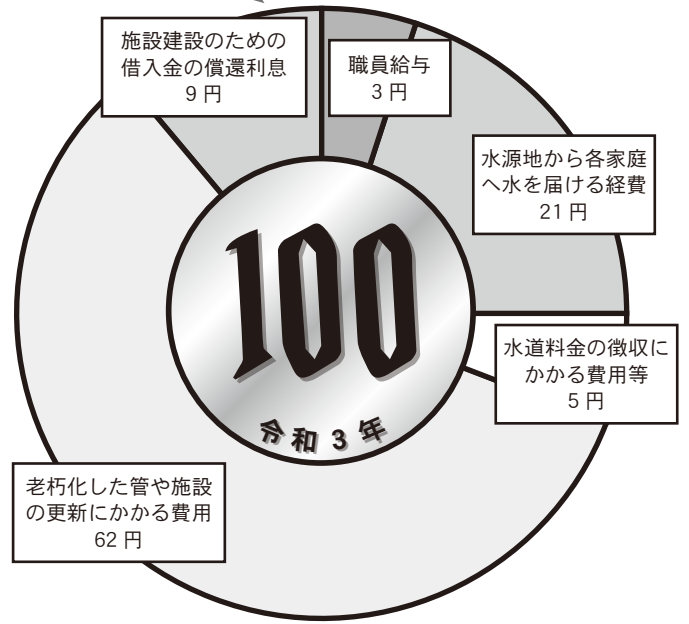 施設建設のための
借入金の償還利息
9 円
職員給与
3 円
水源地から各家庭
へ水を届ける経費
21 円
100
令和 3 年
水道料金の徴収に
かかる費用等
5 円
老朽化した管や施設
の更新にかかる費用
62 円